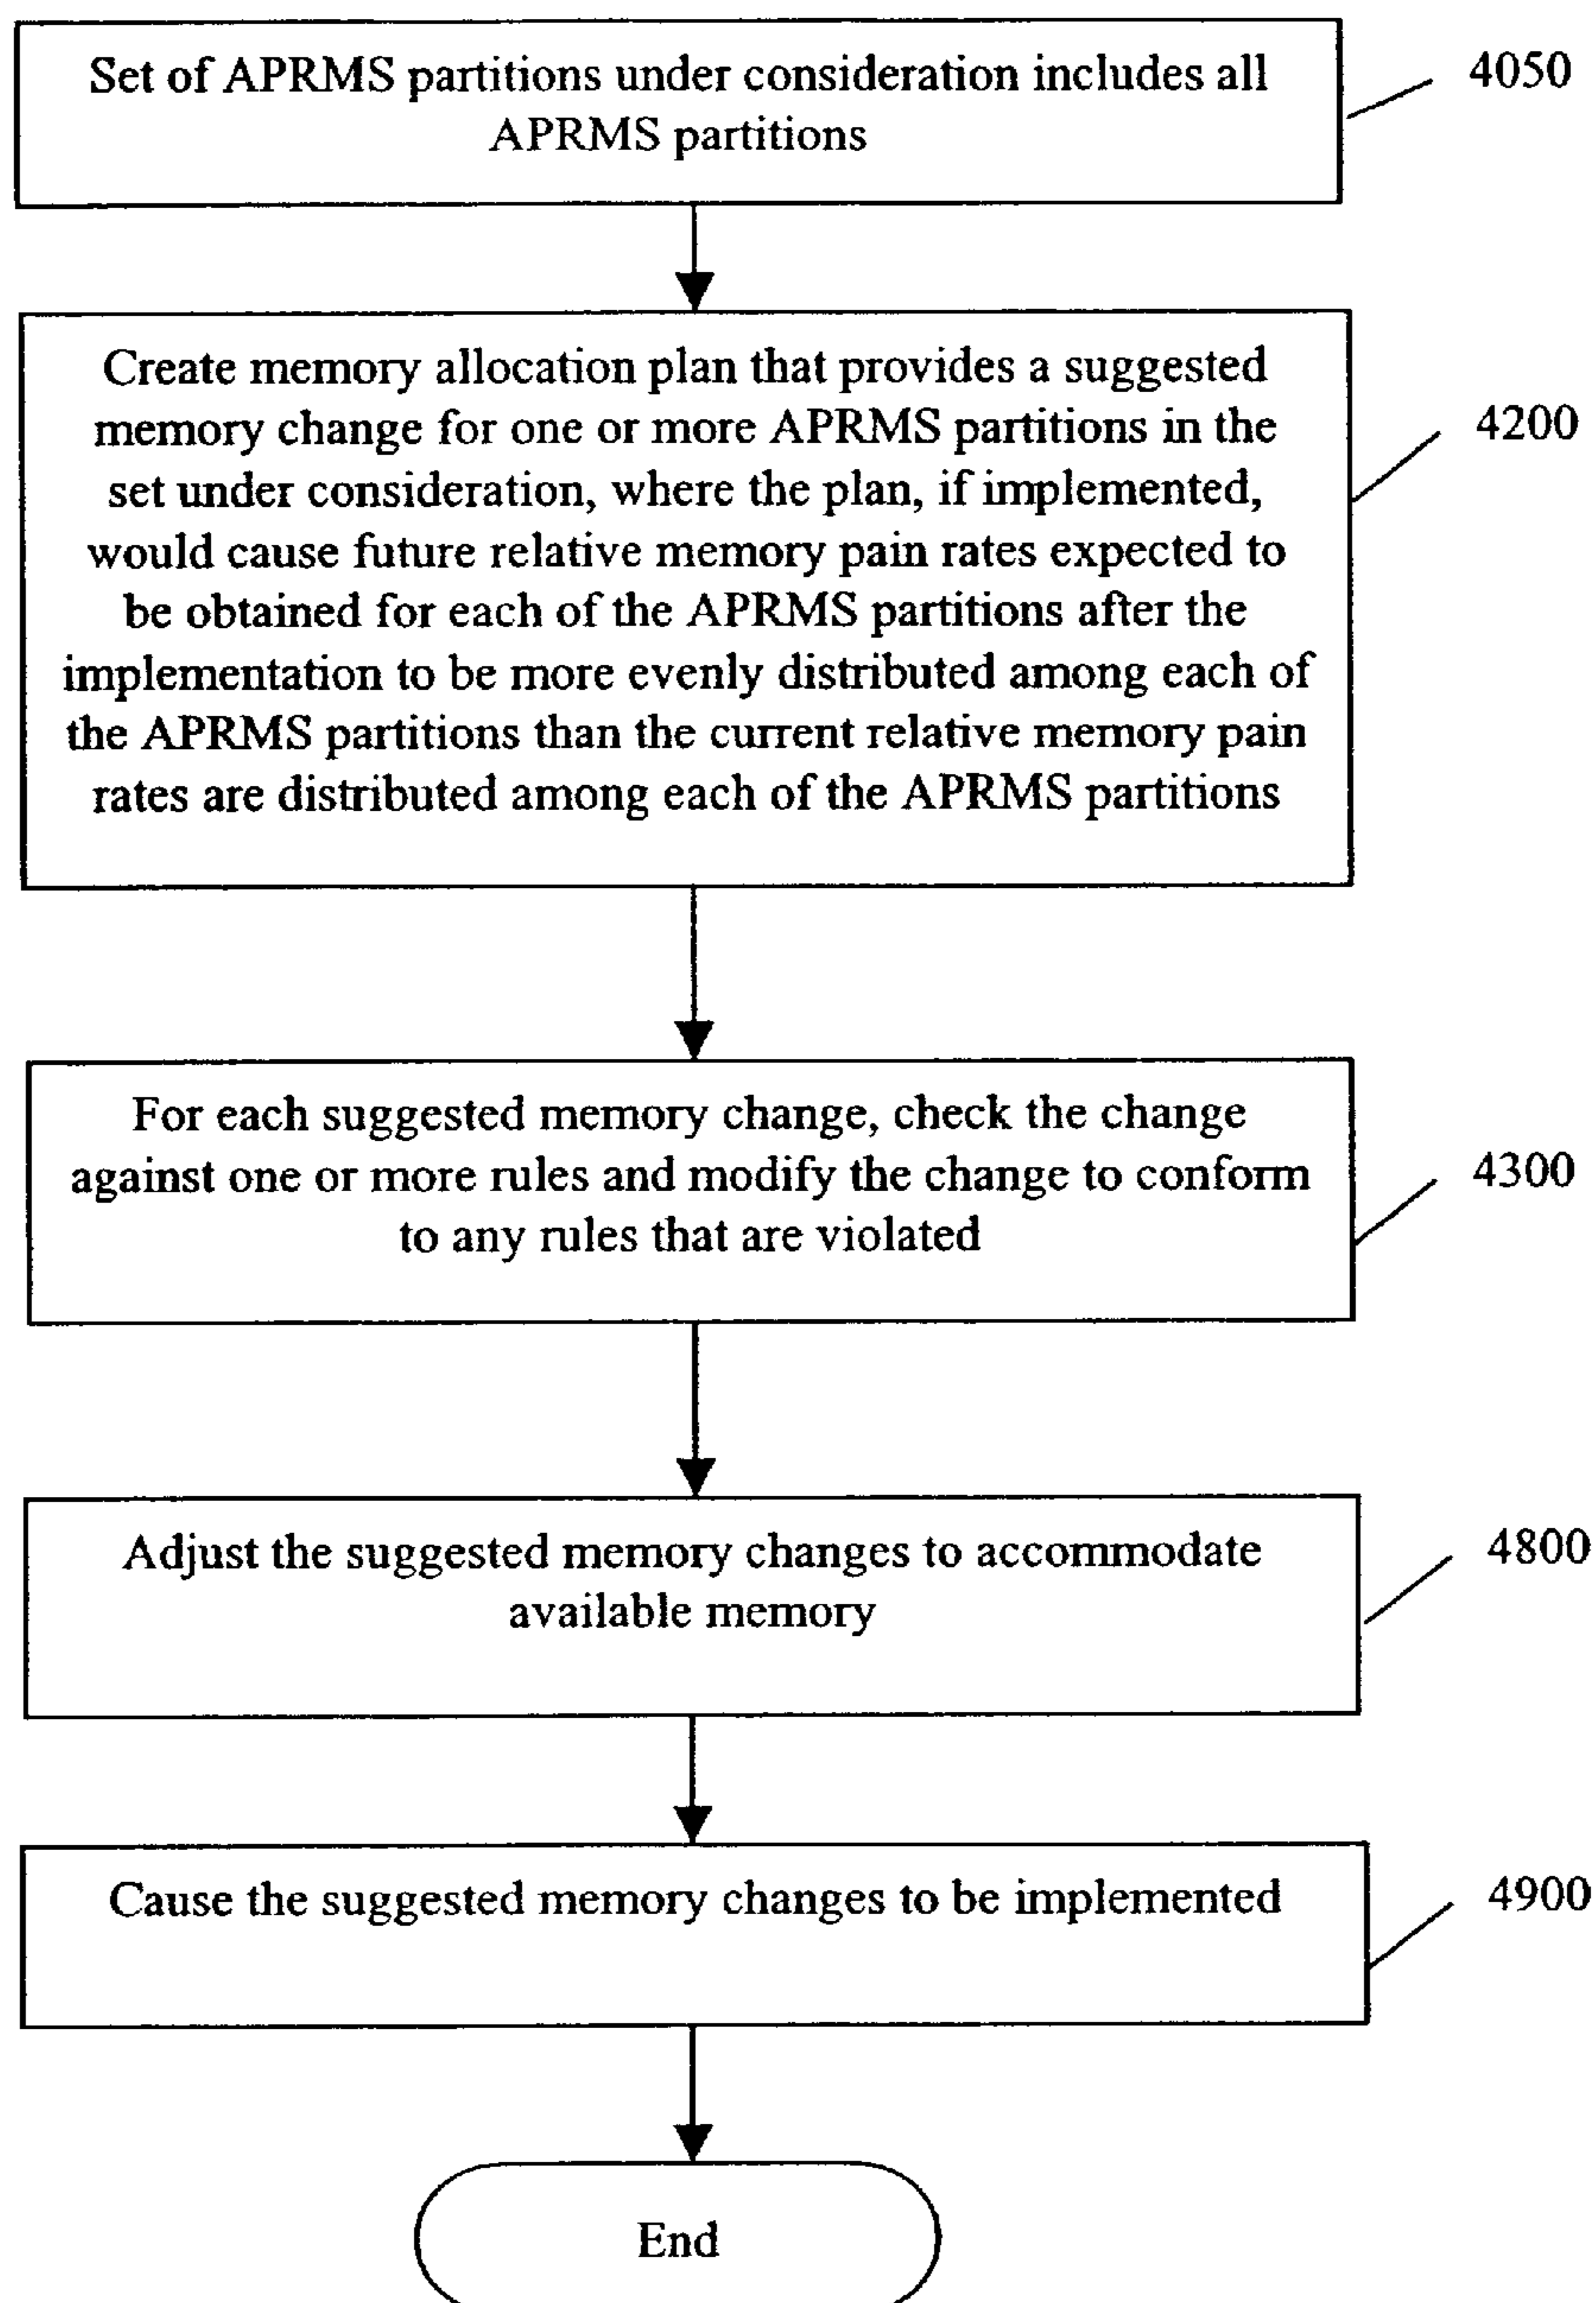 Set of APRMS partitions under consideration includes all
APRMS partitions
4050
Create memory allocation plan that provides a suggested
memory change for one or more APRMS partitions in the
set under consideration, where the plan, if implemented,
would cause future relative memory pain rates expected to
be obtained for each of the APRMS partitions after the
implementation to be more evenly distributed among each of
the APRMS partitions than the current relative memory pain
rates are distributed among each of the APRMS partitions
4200
For each suggested memory change, check the change
against one or more rules and modify the change to conform
to any rules that are violated
4300
Adjust the suggested memory changes to accommodate
available memory
4800
Cause the suggested memory changes to be implemented
4900
End